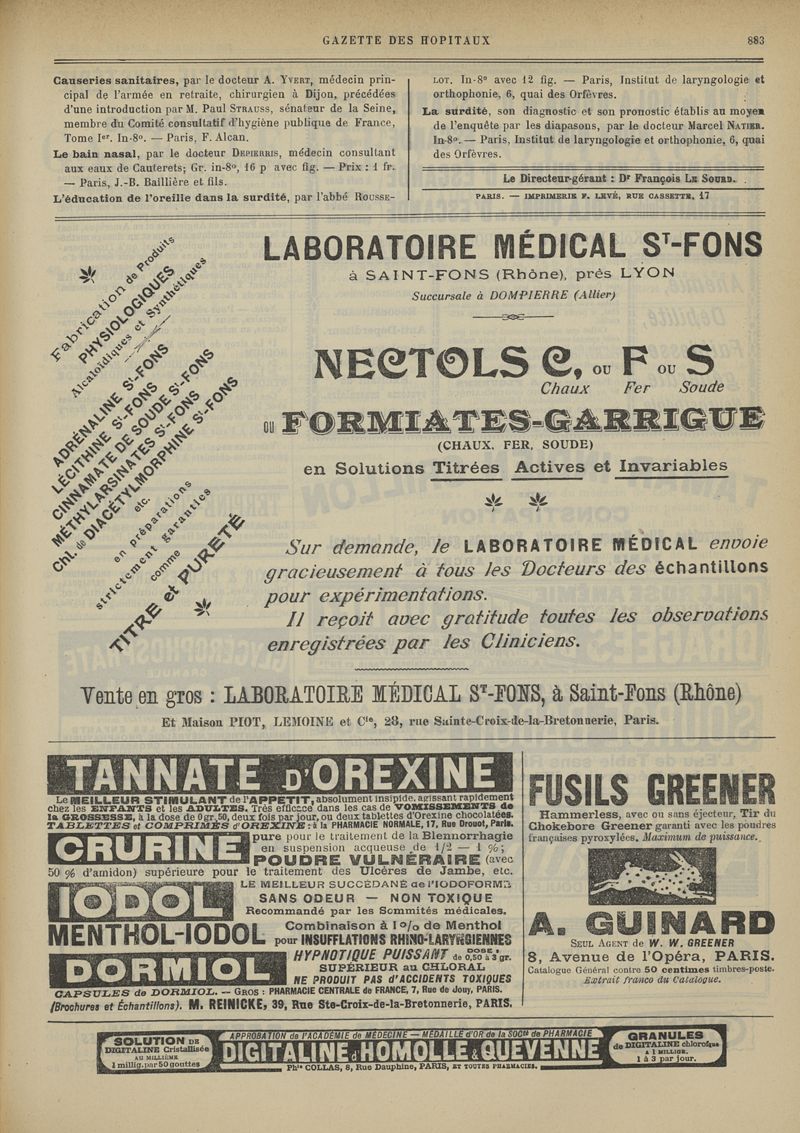 GAZETTE DES HOPITAUX
883
Causeries sanitaires, par le docteur A. YVERT, médecin prin-
cipal de l'armée en retraite, chirurgien à Dijon, précédées
d'une introduction par M. Paul STRAUSS, sénateur de la Seine,
membre du Comité consultatif d'hygiène publique de France,
Tome Ier. In-8°. — Paris, F. Alcan.
Le bain nasal, par le docteur DEPIERRIS, médecin consultant
aux eaux de Cauterets; Gr. in-8°, 16 p avec fig. — Prix : 1 fr.
— Paris, J.-B. Baillière et fils.
L'éducation de l'oreille dans la surdité, par l'abbé ROUSSE-
LOT. In-8° avec 12 fig. — Paris, Institut de laryngologie et
orthophonie, 6, quai des Orfèvres.
La surdité, son diagnostic et son pronostic établis au moyen
de l'enquête par les diapasons, par le docteur Marcel NATIER.
In-8°. — Paris, Institut de laryngologie et orthophonie, 6, quai
des Orfèvres.
Le Directeur-gérant : Dr François LE SOURD.
PARIS. — IMPRIMERIE F. LEVÉ, RUE CASSETTE, 17
Fabrication de Produits
PHYSIOLOGIQUES
Alcaloïdiques et Synthétiques
ADRÉNALINE ST-FONS
LÉCITHINE ST-FONS
CINNAMATE DE SOUDE ST-FONS
MÉTHYLARSINATES ST-FONS
Chl. de DIACÉTYLMORPHINE ST-FONS
etc.
en préparations
strictement garanties
comme
TITRE et PURETÉ
LABORATOIRE MÉDICAL ST-FONS
à SAINT-FONS (Rhône), près LYON
Succursale à DOMPIERRE (Allier)
NECTOLS C, ou F ou S
Chaux Fer Soude
OU FORMIATES-GARRIGUE
(CHAUX, FER, SOUDE)
en Solutions Titrées Actives et Invariables
Sur demande, le LABORATOIRE MÉDICAL envoie
gracieusement à tous les Docteurs des échantillons
pour expérimentations.
Il reçoit avec gratitude toutes les observations
enregistrées par les Cliniciens.
Vente en gros : LABORATOIRE MÉDICAL ST-FONS, à Saint-Fons (Rhône)
Et Maison PIOT, LEMOINE et Cie, 28, rue Sainte-Croix-de-la-Bretonnerie, Paris.
TANNATE D'OREXINE
Le MEILLEUR STIMULANT de l'APPETIT, absolument insipide, agissant rapidement
chez les ENFANTS et les ADULTES. Très efficace dans les cas de VOMISSEMENTS de
la GROSSESSE, à la dose de 0gr.50, deux fois par jour, ou deux tablettes d'Orexine chocolatées.
TABLETTES et COMPRIMÉS d'OREXINE : à la PHARMACIE NORMALE, 17, Rue Drouot, Paris.
CRURINE pure pour le traitement de la Blennorrhagie
en suspension acqueuse de 1/2 — 1 %;
POUDRE VULNÉRAIRE (avec
50 % d'amidon) supérieure pour le traitement des Ulcères de Jambe, etc.
IODOL LE MEILLEUR SUCCÉDANÉ de l'IODOFORME
SANS ODEUR — NON TOXIQUE
Recommandé par les Sommités médicales.
MENTHOL-IODOL Combinaison à 1 o/o de Menthol
pour INSUFFLATIONS RHINO-LARYNGIENNES
DORMIOL HYPNOTIQUE PUISSANT DOSE, de 0,50 à 3 gr.
SUPÉRIEUR au CHLORAL
NE PRODUIT PAS d'ACCIDENTS TOXIQUES
CAPSULES de DORMIOL. — GROS : PHARMACIE CENTRALE de FRANCE, 7, Rue de Jouy, PARIS.
(Brochures et Échantillons). M. REINICKE, 39, Rue Ste-Croix-de-la-Bretonnerie, PARIS.
FUSILS GREENER
Hammerless, avec ou sans éjecteur, Tir du
Chokebore Greener garanti avec les poudres
françaises pyroxylées. Maximum de puissance.
A. GUINARD
SEUL AGENT de W. W. GREENER
8, Avenue de l'Opéra, PARIS.
Catalogue Général contre 50 centimes timbres-poste.
Extrait franco du Catalogue.
SOLUTION DE
DIGITALINE Cristallisée
AU MILLIÈME
1 millig. par 50 gouttes
APPROBATION de l'ACADÉMIE de MÉDECINE — MÉDAILLE d'OR de la SOCté de PHARMACIE
DIGITALINE d'HOMOLLE & QUEVENNE
Phie COLLAS, 8, Rue Dauphine, PARIS, ET TOUTES PHARMACIES.
GRANULES
de DIGITALINE chlorofque
A 1 MILLIGR.
1 à 3 par jour.